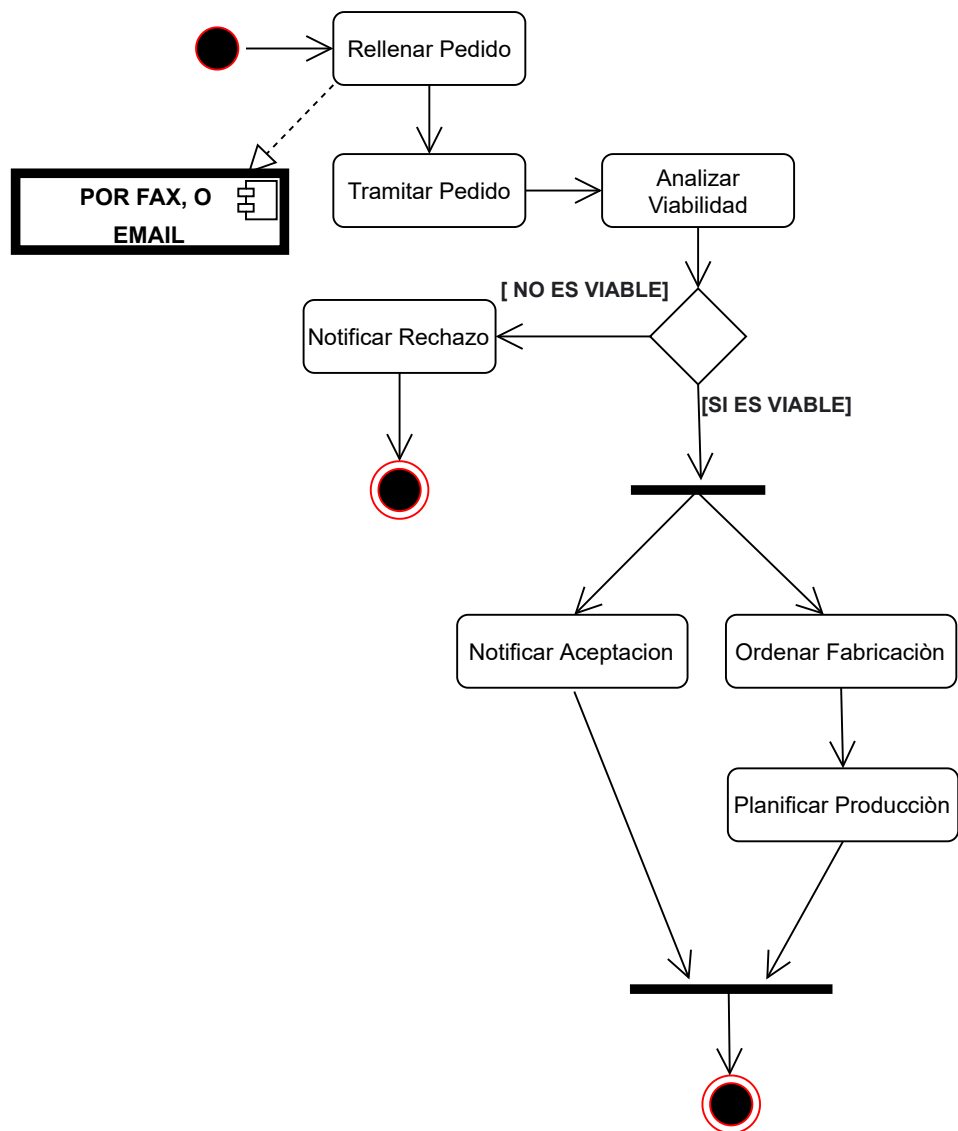 Rellenar Pedido
POR FAX, O
EMAIL
Tramitar Pedido
Analizar
Viabilidad
[ NO ES VIABLE]
Notificar Rechazo
[SI ES VIABLE]
Notificar Aceptacion
Ordenar Fabricaciòn
Planificar Producciòn